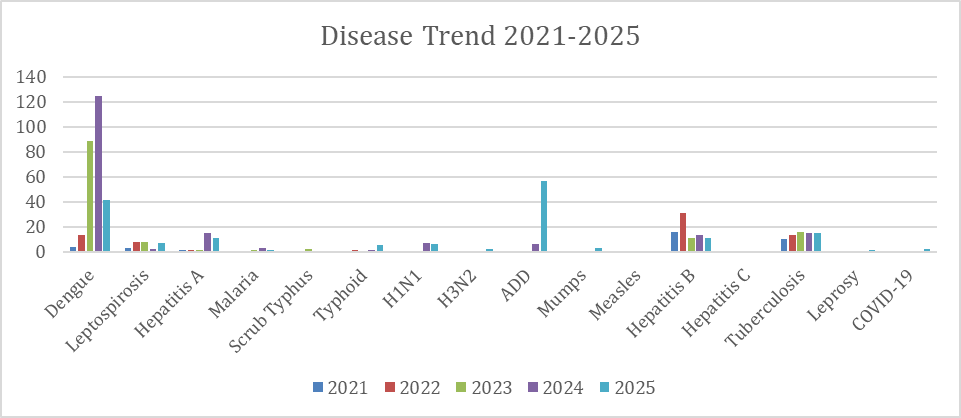 Disease Trend 2021-2025
140
120
100
80
60
40
20
0
Dengue
Leptospirosis
Hepatitis A
Malaria
Scrub Typhus
Typhoid
H1N1
H3N2
ADD
Mumps
Measles
Hepatitis B
Hepatitis C
Tuberculosis
Leprosy
COVID-19
2021 2022 2023 2024 2025